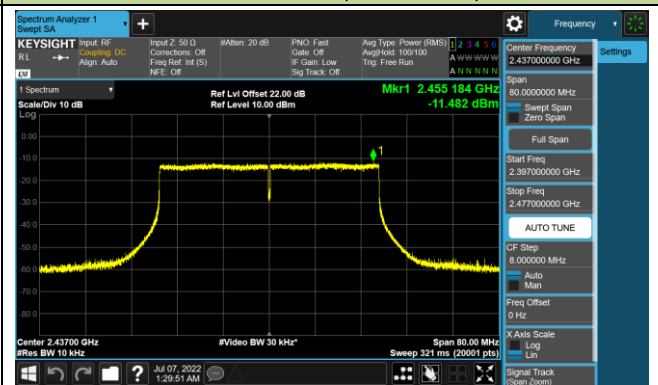 Spectrum Analyzer 1
Swept SA
Frequency
KEYSIGHT
R L
LXI
Input: RF
Coupling: DC
Align: Auto
Input Z: 50 Ω
Corrections: Off
Freq Ref: Int (S)
NFE: Off
#Atten: 20 dB
PNO: Fast
Gate: Off
IF Gain: Low
Sig Track: Off
Avg Type: Power (RMS)
Avg|Hold: 100/100
Trig: Free Run
1 2 3 4 5 6
A W W W W W
A N N N N N
Center Frequency
2.437000000 GHz
Settings
Span
80.0000000 MHz
Swept Span
Zero Span
Full Span
Start Freq
2.397000000 GHz
Stop Freq
2.477000000 GHz
AUTO TUNE
CF Step
8.000000 MHz
Auto
Man
Freq Offset
0 Hz
X Axis Scale
Log
Lin
Signal Track
(Span Zoom)
1 Spectrum
Scale/Div 10 dB
Log
Ref Lvl Offset 22.00 dB
Ref Level 10.00 dBm
Mkr1 2.455 184 GHz
-11.482 dBm
1
0.00
-10.0
-20.0
-30.0
-40.0
-50.0
-60.0
-70.0
-80.0
Center 2.43700 GHz
#Res BW 10 kHz
#Video BW 30 kHz*
Span 80.00 MHz
Sweep 321 ms (20001 pts)
?
Jul 07, 2022
1:29:51 AM